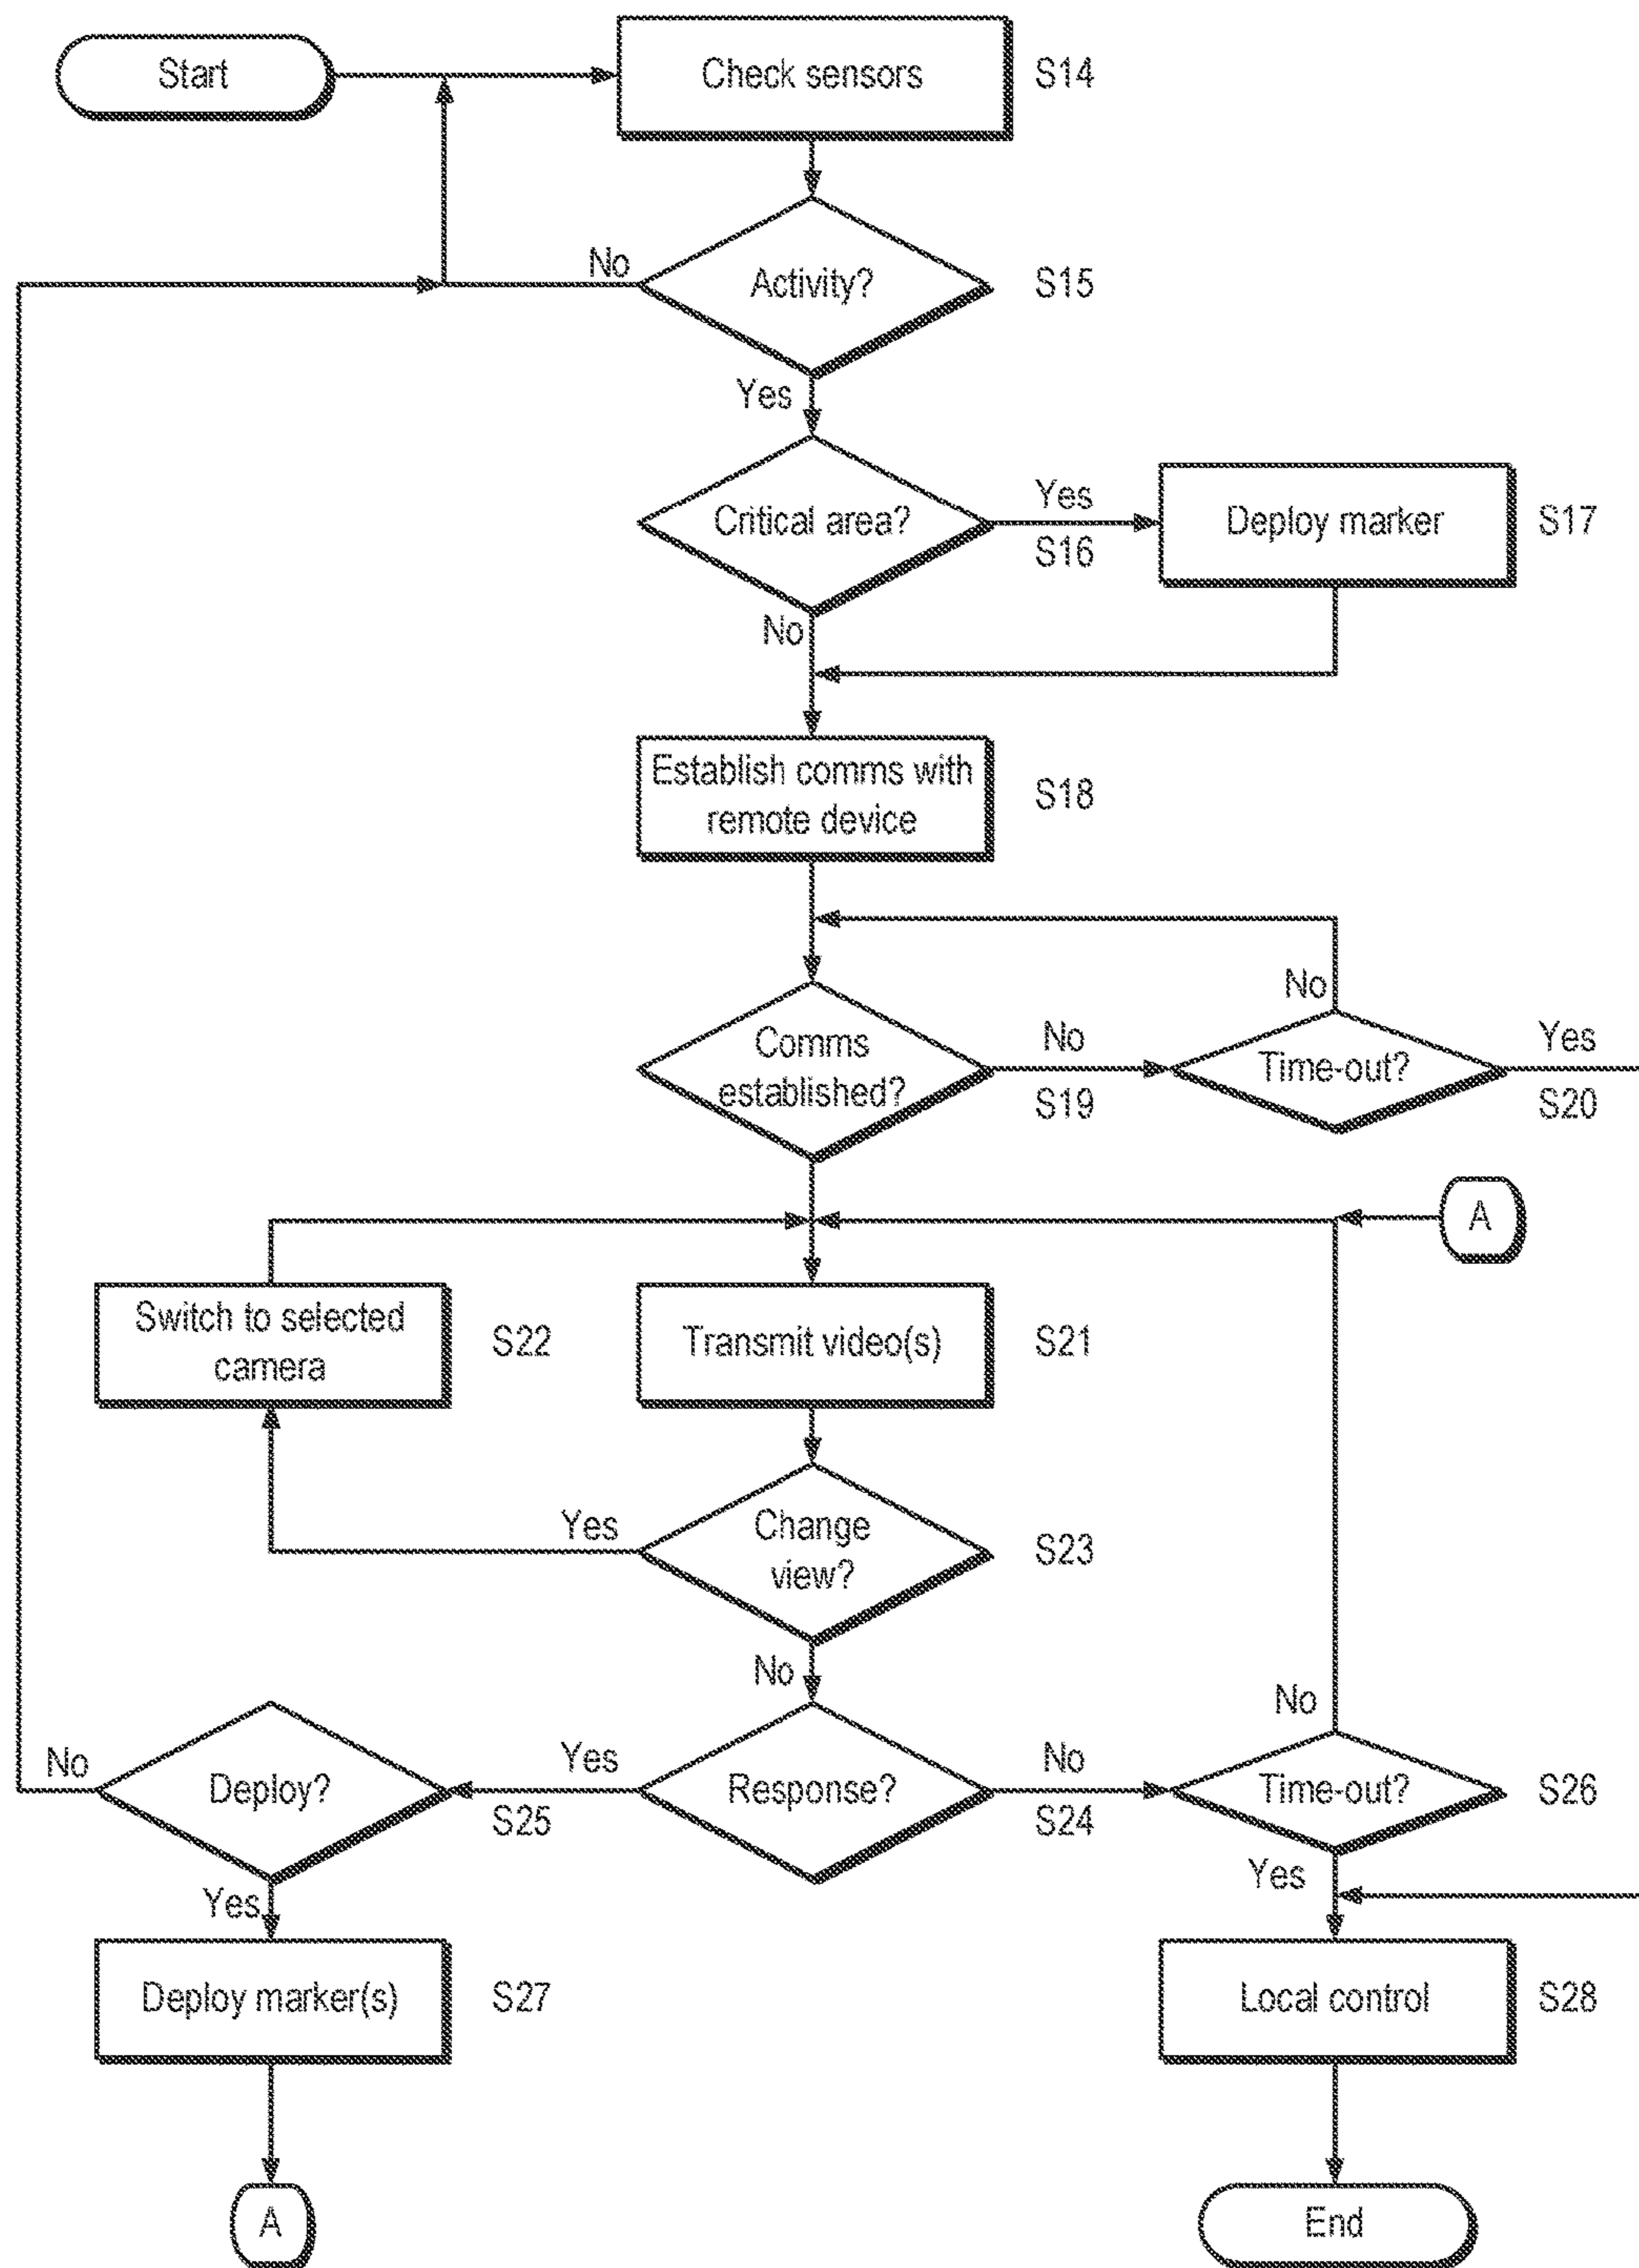 Start
Check sensors
S14
No
Activity?
S15
Yes
Critical area?
Yes
S16
Deploy marker
S17
No
Establish comms with
remote device
S18
No
Comms
established?
No
S19
Time-out?
Yes
S20
A
Switch to selected
camera
S22
Transmit video(s)
S21
Yes
Change
view?
S23
No
No
No
Deploy?
Yes
S25
Response?
No
S24
Time-out?
S26
Yes
Yes
Deploy marker(s)
S27
Local control
S28
A
End